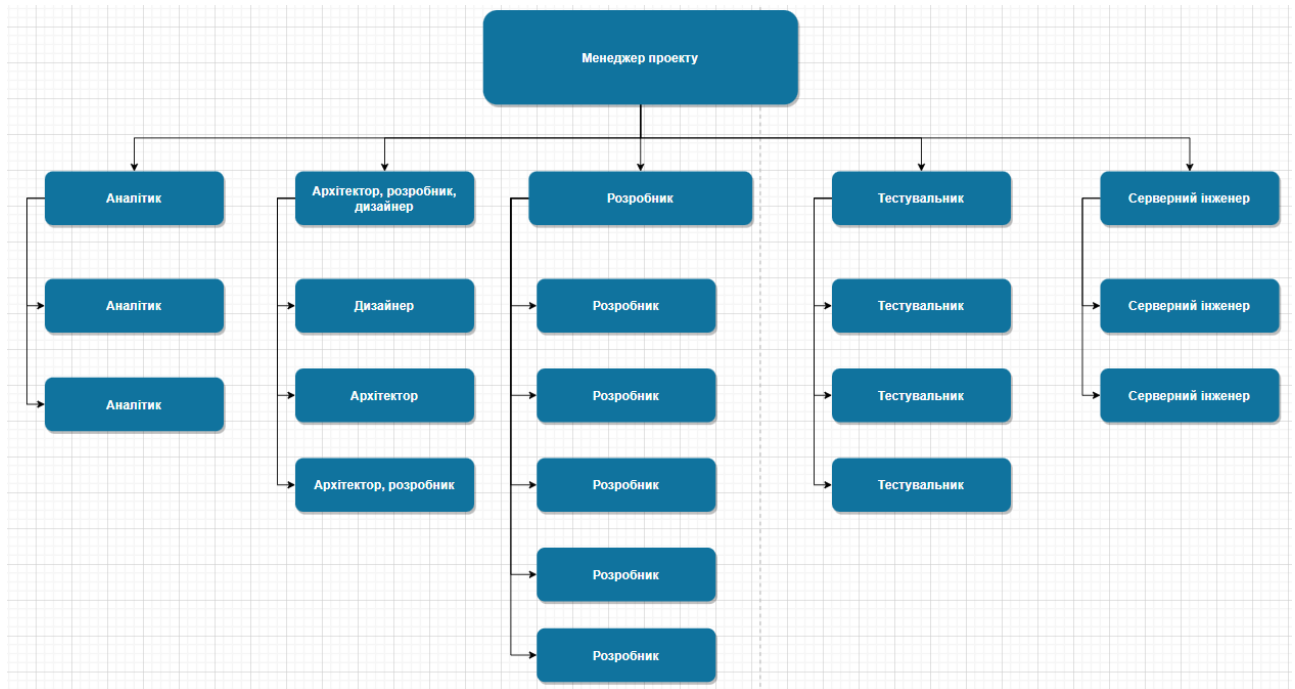 Менеджер проекту
Аналітик
Архітектор, розробник,
дизайнер
Розробник
Тестувальник
Серверний інженер
Аналітик
Дизайнер
Розробник
Тестувальник
Серверний інженер
Аналітик
Архітектор
Розробник
Тестувальник
Серверний інженер
Архітектор, розробник
Розробник
Тестувальник
Розробник
Розробник